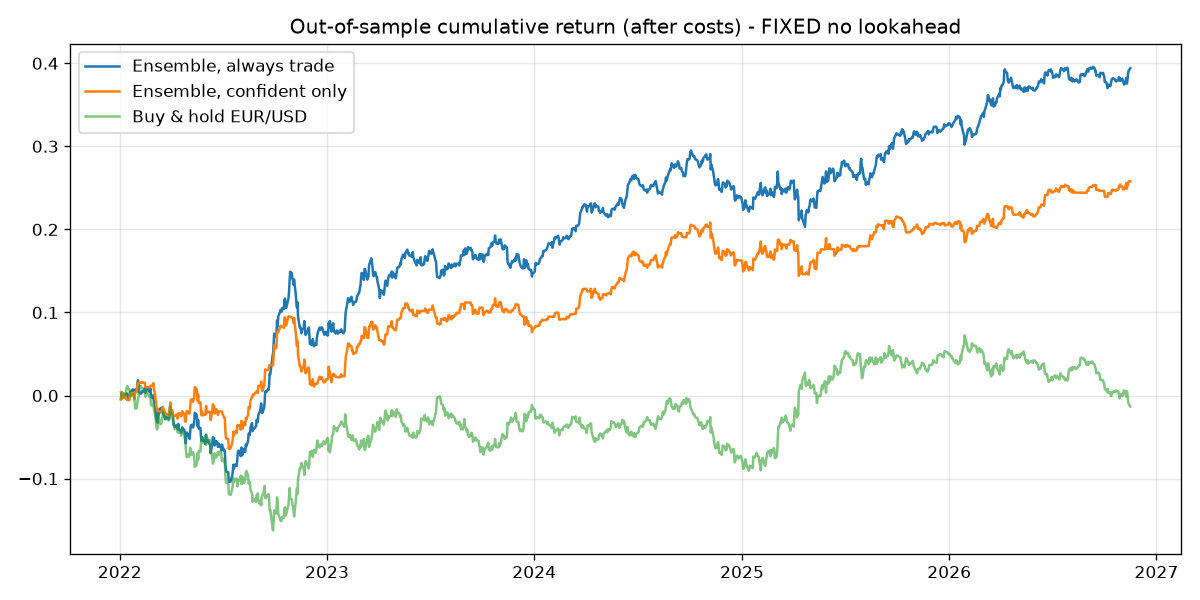 Out-of-sample cumulative return (after costs) - FIXED no lookahead
Ensemble, always trade
Ensemble, confident only
Buy & hold EUR/USD
0.4
0.3
0.2
0.1
0.0
−0.1
2022 2023 2024 2025 2026 2027